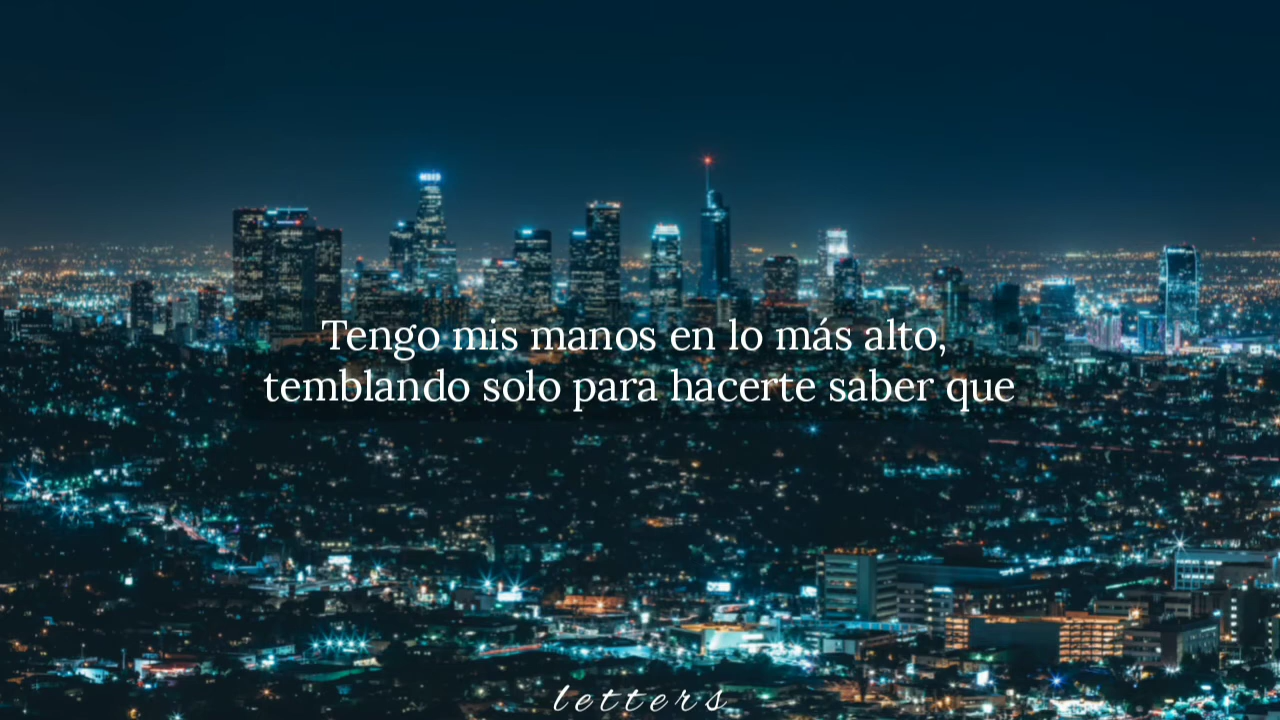 Tengo mis manos en lo más alto,
temblando solo para hacerte saber que
letters